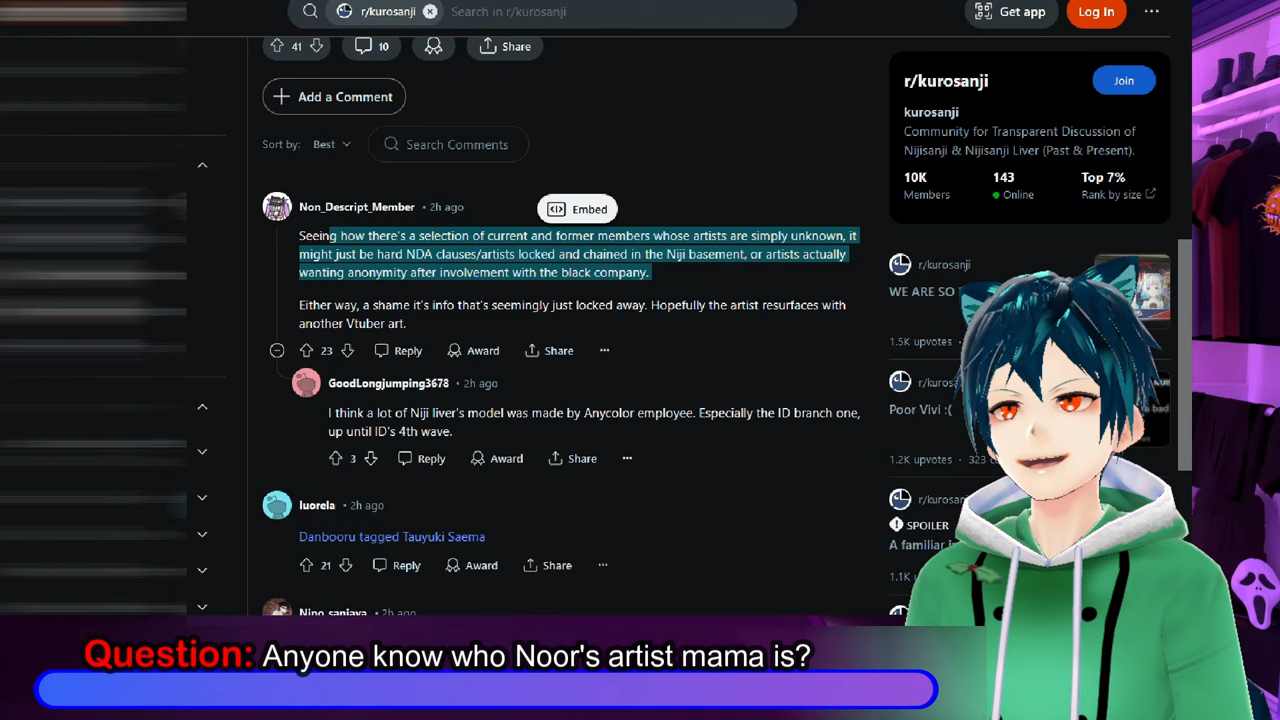 r/kurosanji
Search in r/kurosanji
Get app
Log In
41
10
Share
Add a Comment
Sort by:
Best
Search Comments
Non_Descript_Member • 2h ago
Embed
Seeing how there's a selection of current and former members whose artists are simply unknown, it
might just be hard NDA clauses/artists locked and chained in the Niji basement, or artists actually
wanting anonymity after involvement with the black company.
Either way, a shame it's info that's seemingly just locked away. Hopefully the artist resurfaces with
another Vtuber art.
23
Reply
Award
Share
GoodLongjumping3678 • 2h ago
I think a lot of Niji liver's model was made by Anycolor employee. Especially the ID branch one,
up until ID's 4th wave.
3
Reply
Award
Share
luorela • 2h ago
Danbooru tagged Tauyuki Saema
21
Reply
Award
Share
Nino_sanjaya • 2h ago
r/kurosanji
Join
kurosanji
Community for Transparent Discussion of
Nijisanji & Nijisanji Liver (Past & Present).
10K
143
Top 7%
Members
Online
Rank by size
r/kurosanji
WE ARE SO
1.5K upvotes
r/kuros
Poor Vivi :(
1.2K upvotes • 323
r/kuros
SPOILER
A familiar
Question: Anyone know who Noor's artist mama is?